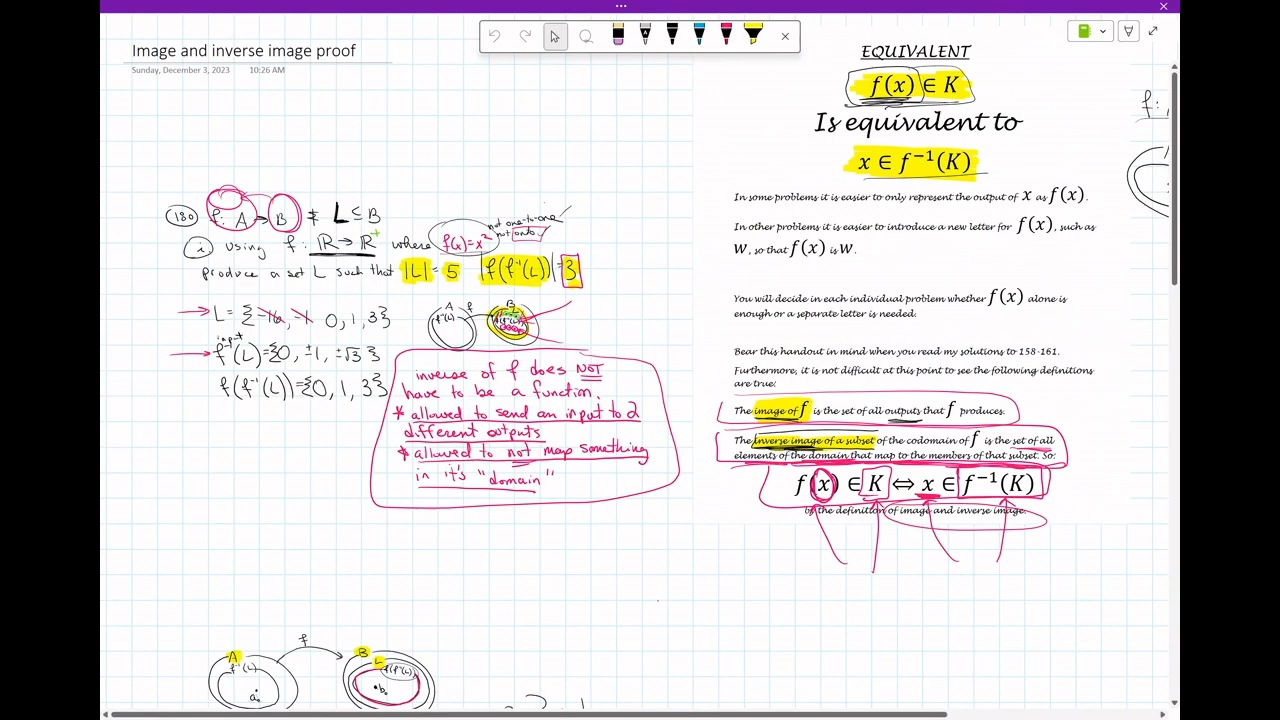 Image and inverse image proof
Sunday, December 3, 2023 10:26 AM
(180) f: A → B & L ⊆ B
(i) Using f: ℝ → ℝ⁺ where f(x)=x² not one-to-one
not onto
produce a set L such that |L| = 5 |f(f⁻¹(L))| = 3
L = {-16, -1 0, 1, 3}
input
f⁻¹(L)={0, ±1, ±√3}
f(f⁻¹(L))={0, 1, 3}
A f B
f⁻¹(L)
inverse of f does NOT
have to be a function.
* allowed to send an input to 2
different outputs
* allowed to not map something
in it's "domain"
A f B
f⁻¹(L) L f(f⁻¹(L))
a. •b.
EQUIVALENT
f(x) ∈ K
Is equivalent to
x ∈ f⁻¹(K)
In some problems it is easier to only represent the output of x as f(x).
In other problems it is easier to introduce a new letter for f(x), such as
w, so that f(x) is w.
You will decide in each individual problem whether f(x) alone is
enough or a separate letter is needed.
Bear this handout in mind when you read my solutions to 158-161.
Furthermore, it is not difficult at this point to see the following definitions
are true:
The image of f is the set of all outputs that f produces.
The inverse image of a subset of the codomain of f is the set of all
elements of the domain that map to the members of that subset. So:
f(x) ∈ K ⇔ x ∈ f⁻¹(K)
by the definition of image and inverse image.
f: